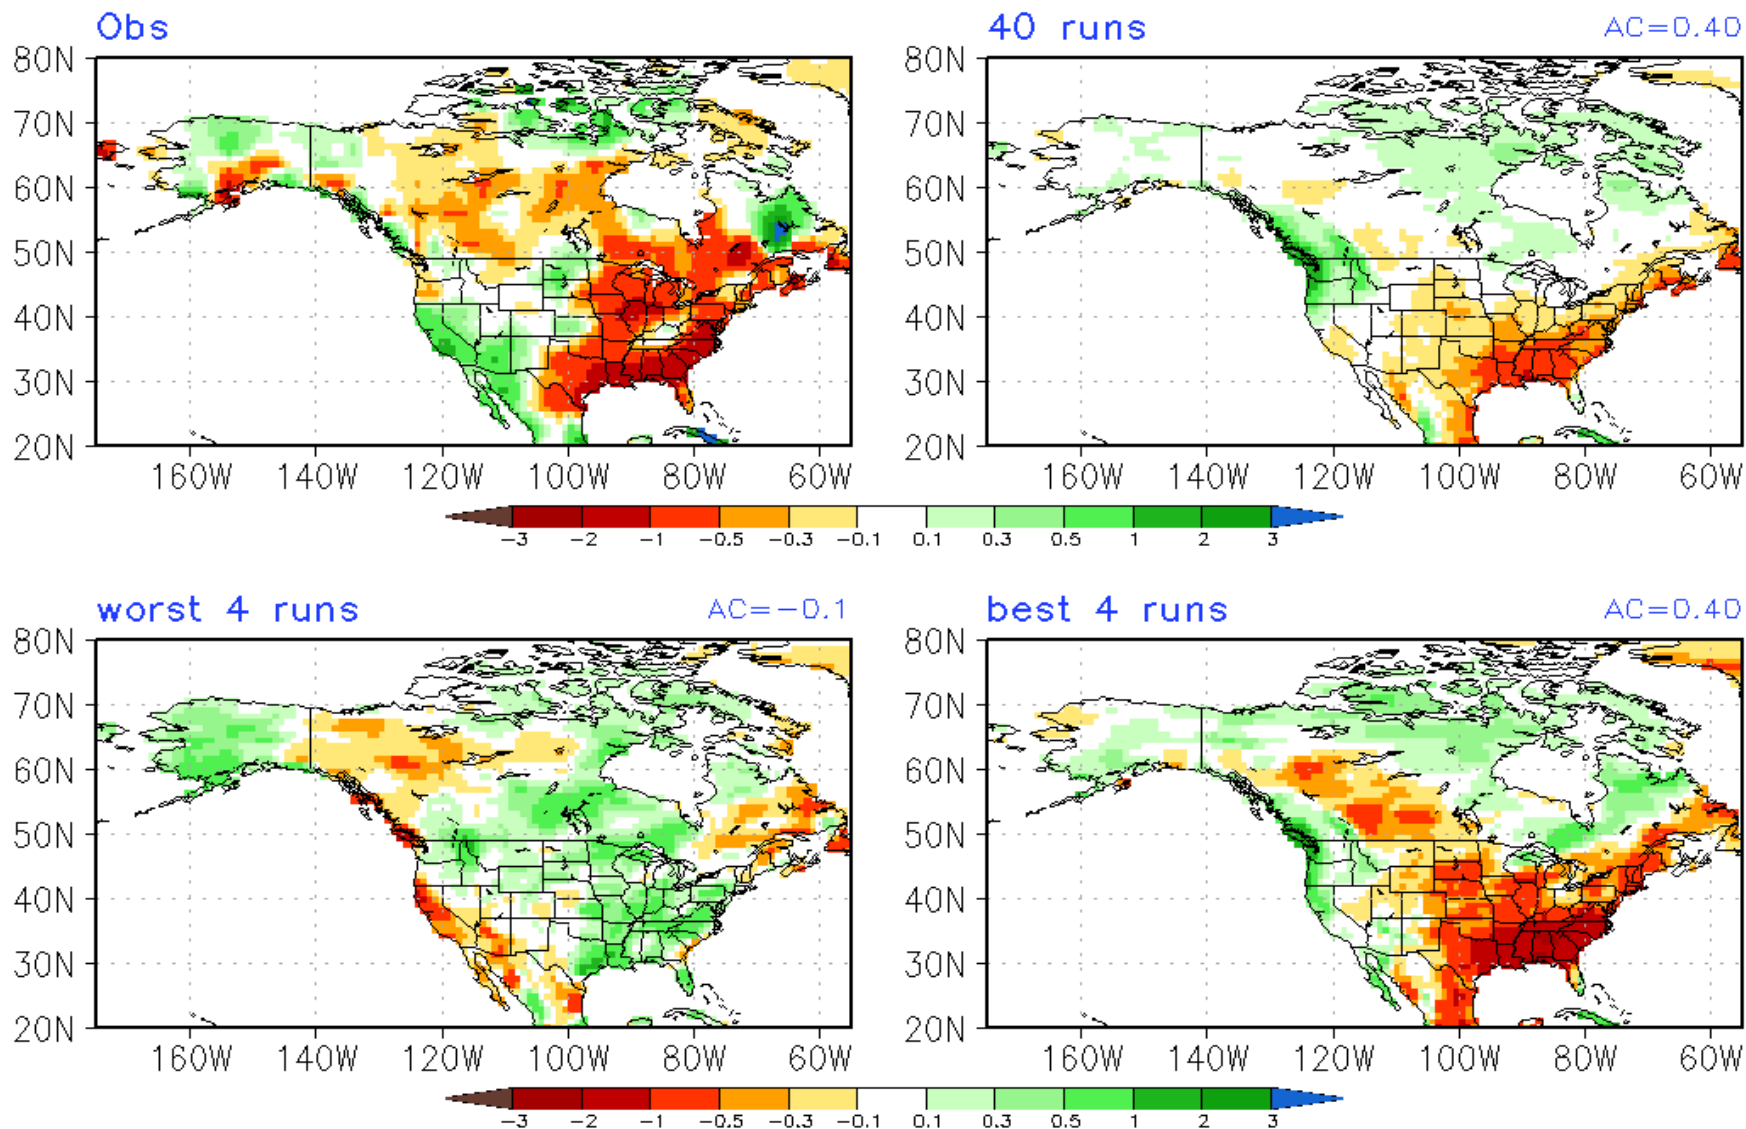 Obs
40 runs AC=0.40
80N 80N
70N 70N
60N 60N
50N 50N
40N 40N
30N 30N
20N 20N
160W 140W 120W 100W 80W 60W 160W 140W 120W 100W 80W 60W
-3 -2 -1 -0.5 -0.3 -0.1 0.1 0.3 0.5 1 2 3
worst 4 runs AC=-0.1
best 4 runs AC=0.40
80N 80N
70N 70N
60N 60N
50N 50N
40N 40N
30N 30N
20N 20N
160W 140W 120W 100W 80W 60W 160W 140W 120W 100W 80W 60W
-3 -2 -1 -0.5 -0.3 -0.1 0.1 0.3 0.5 1 2 3